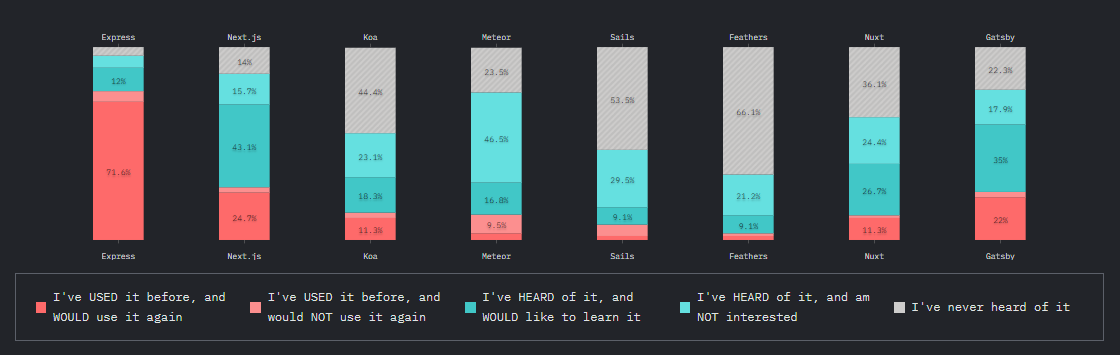 Express Next.js Koa Meteor Sails Feathers Nuxt Gatsby
12%
71.6%
14%
15.7%
43.1%
24.7%
44.4%
23.1%
18.3%
11.3%
23.5%
46.5%
16.8%
9.5%
53.5%
29.5%
9.1%
66.1%
21.2%
9.1%
36.1%
24.4%
26.7%
11.3%
22.3%
17.9%
35%
22%
Express Next.js Koa Meteor Sails Feathers Nuxt Gatsby
I've USED it before, and
WOULD use it again
I've USED it before, and
would NOT use it again
I've HEARD of it, and
WOULD like to learn it
I've HEARD of it, and am
NOT interested
I've never heard of it